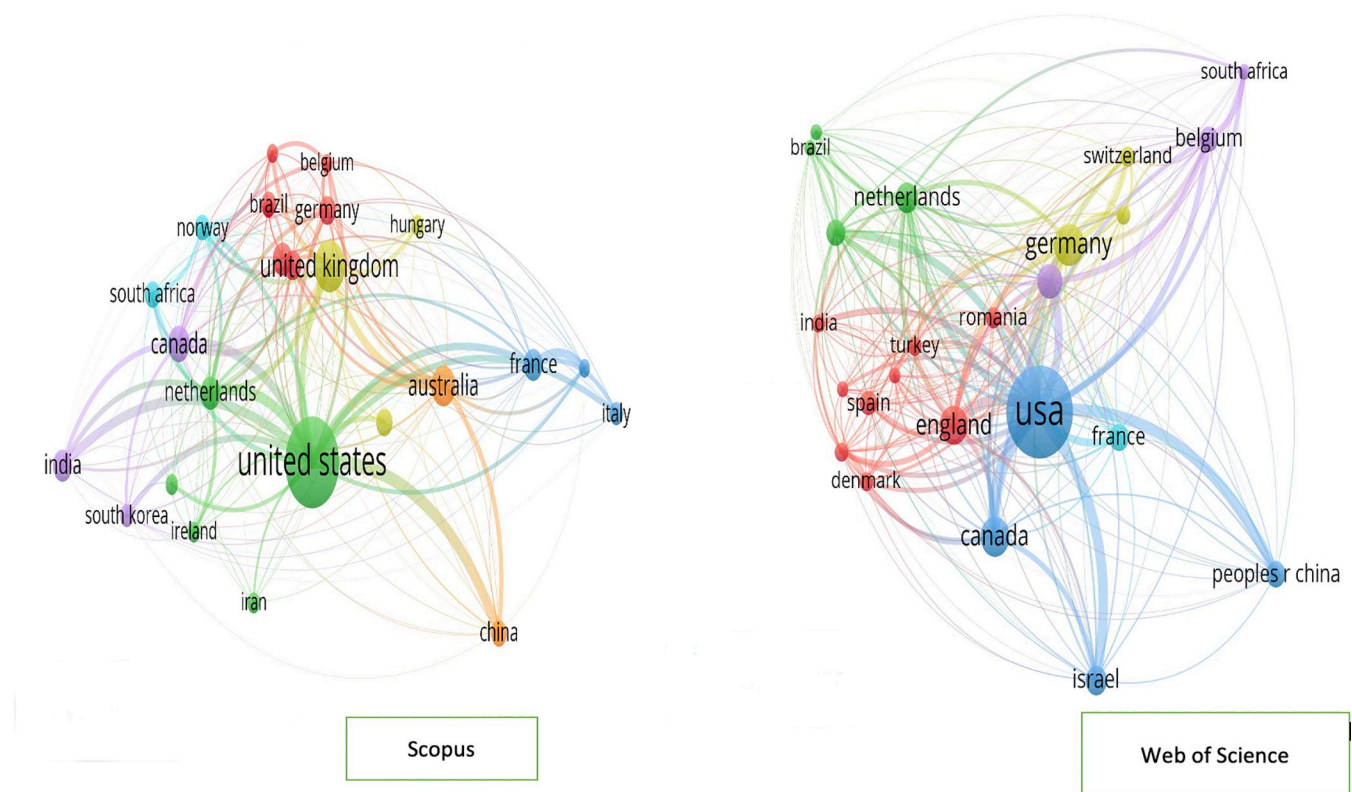 belgium
brazil
germany
norway
hungary
united kingdom
south africa
canada
france
netherlands
australia
italy
united states
india
south korea
ireland
iran
china
Scopus
south africa
brazil
belgium
switzerland
netherlands
germany
india
romania
turkey
spain
england
usa
france
denmark
canada
peoples r china
israel
Web of Science